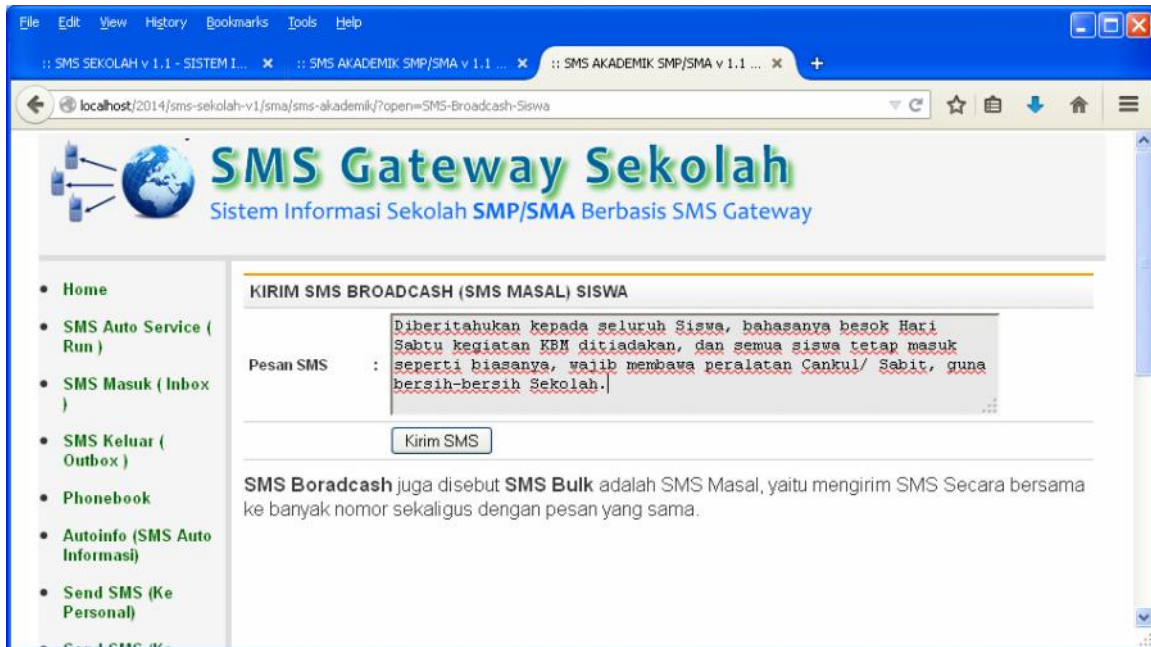 File Edit View History Bookmarks Tools Help
:: SMS SEKOLAH v 1.1 - SISTEM I...
:: SMS AKADEMIK SMP/SMA v 1.1 ...
:: SMS AKADEMIK SMP/SMA v 1.1 ...
localhost/2014/sms-sekolah-v1/sma/sms-akademik/?open=SMS-Broadcash-Siswa
SMS Gateway Sekolah
Sistem Informasi Sekolah SMP/SMA Berbasis SMS Gateway
Home
SMS Auto Service (
Run )
SMS Masuk ( Inbox
)
SMS Keluar (
Outbox )
Phonebook
Autoinfo (SMS Auto
Informasi)
Send SMS (Ke
Personal)
Send SMS (Ke
KIRIM SMS BROADCASH (SMS MASAL) SISWA
Pesan SMS :
Diberitahukan kepada seluruh Siswa, bahasanya besok Hari
Sabtu kegiatan KBM ditiadakan, dan semua siswa tetap masuk
seperti biasanya, wajib membawa peralatan Cankul/ Sabit, guna
bersih-bersih Sekolah.
Kirim SMS
SMS Boradcash juga disebut SMS Bulk adalah SMS Masal, yaitu mengirim SMS Secara bersama
ke banyak nomor sekaligus dengan pesan yang sama.